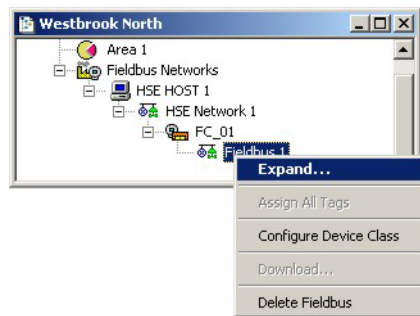 Westbrook North
Area 1
Fieldbus Networks
HSE HOST 1
HSE Network 1
FC_01
Fieldbus 1
Expand...
Assign All Tags
Configure Device Class
Download...
Delete Fieldbus